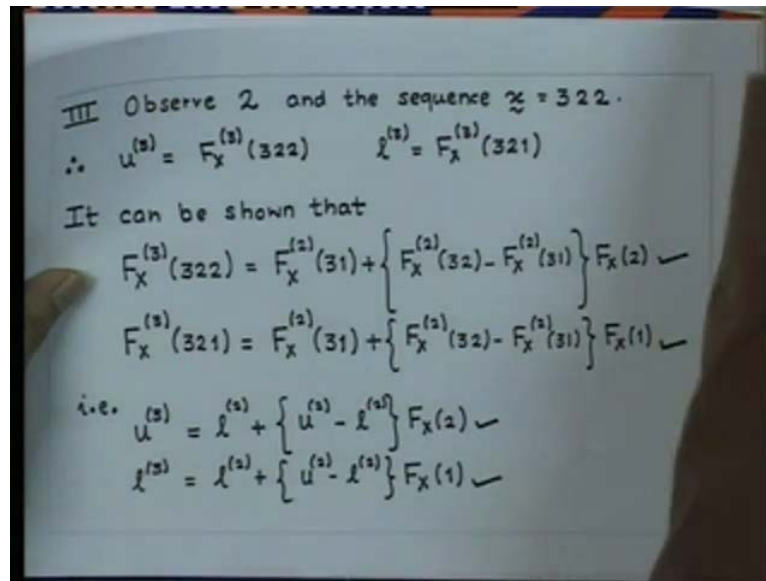 III Observe 2 and the sequence x̰ = 322.
∴ u⁽³⁾ = F_X⁽³⁾(322) l⁽³⁾ = F_X⁽³⁾(321)
It can be shown that
F_X⁽³⁾(322) = F_X⁽²⁾(31) + { F_X⁽²⁾(32) - F_X⁽²⁾(31) } F_X(2) ✓
F_X⁽³⁾(321) = F_X⁽²⁾(31) + { F_X⁽²⁾(32) - F_X⁽²⁾(31) } F_X(1) ✓
i.e. u⁽³⁾ = l⁽²⁾ + { u⁽²⁾ - l⁽²⁾ } F_X(2) ✓
l⁽³⁾ = l⁽²⁾ + { u⁽²⁾ - l⁽²⁾ } F_X(1) ✓